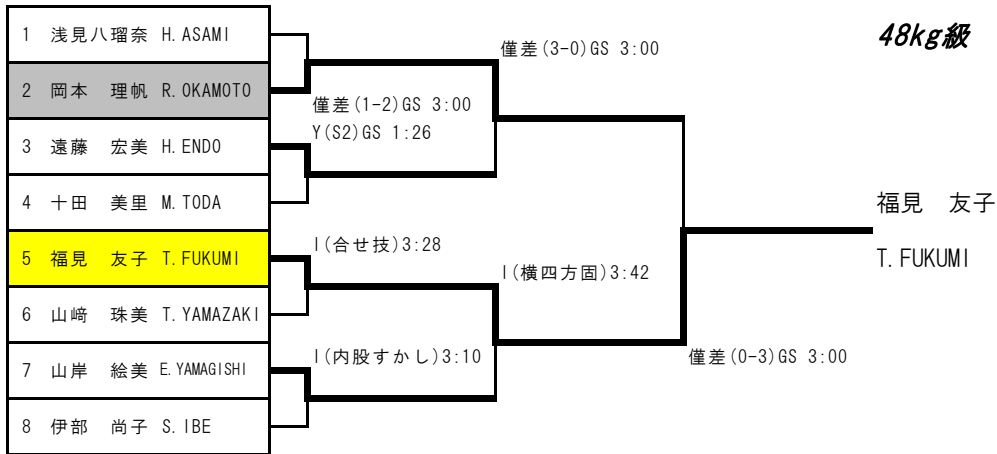 48kg級
1 浅見八瑠奈 H. ASAMI
2 岡本 理帆 R. OKAMOTO
3 遠藤 宏美 H. ENDO
4 十田 美里 M. TODA
5 福見 友子 T. FUKUMI
6 山﨑 珠美 T. YAMAZAKI
7 山岸 絵美 E. YAMAGISHI
8 伊部 尚子 S. IBE
僅差(1-2)GS 3:00
Y(S2)GS 1:26
I(合せ技)3:28
I(内股すかし)3:10
僅差(3-0)GS 3:00
I(横四方固)3:42
僅差(0-3)GS 3:00
福見 友子
T. FUKUMI